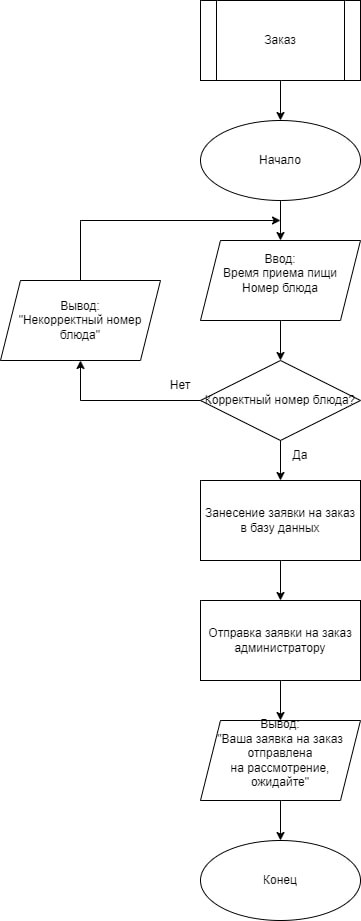 Заказ
Начало
Ввод:
Время приема пищи
Номер блюда
Вывод:
"Некорректный номер
блюда"
Нет
Корректный номер блюда?
Да
Занесение заявки на заказ
в базу данных
Отправка заявки на заказ
администратору
Вывод:
"Ваша заявка на заказ
отправлена
на рассмотрение,
ожидайте"
Конец